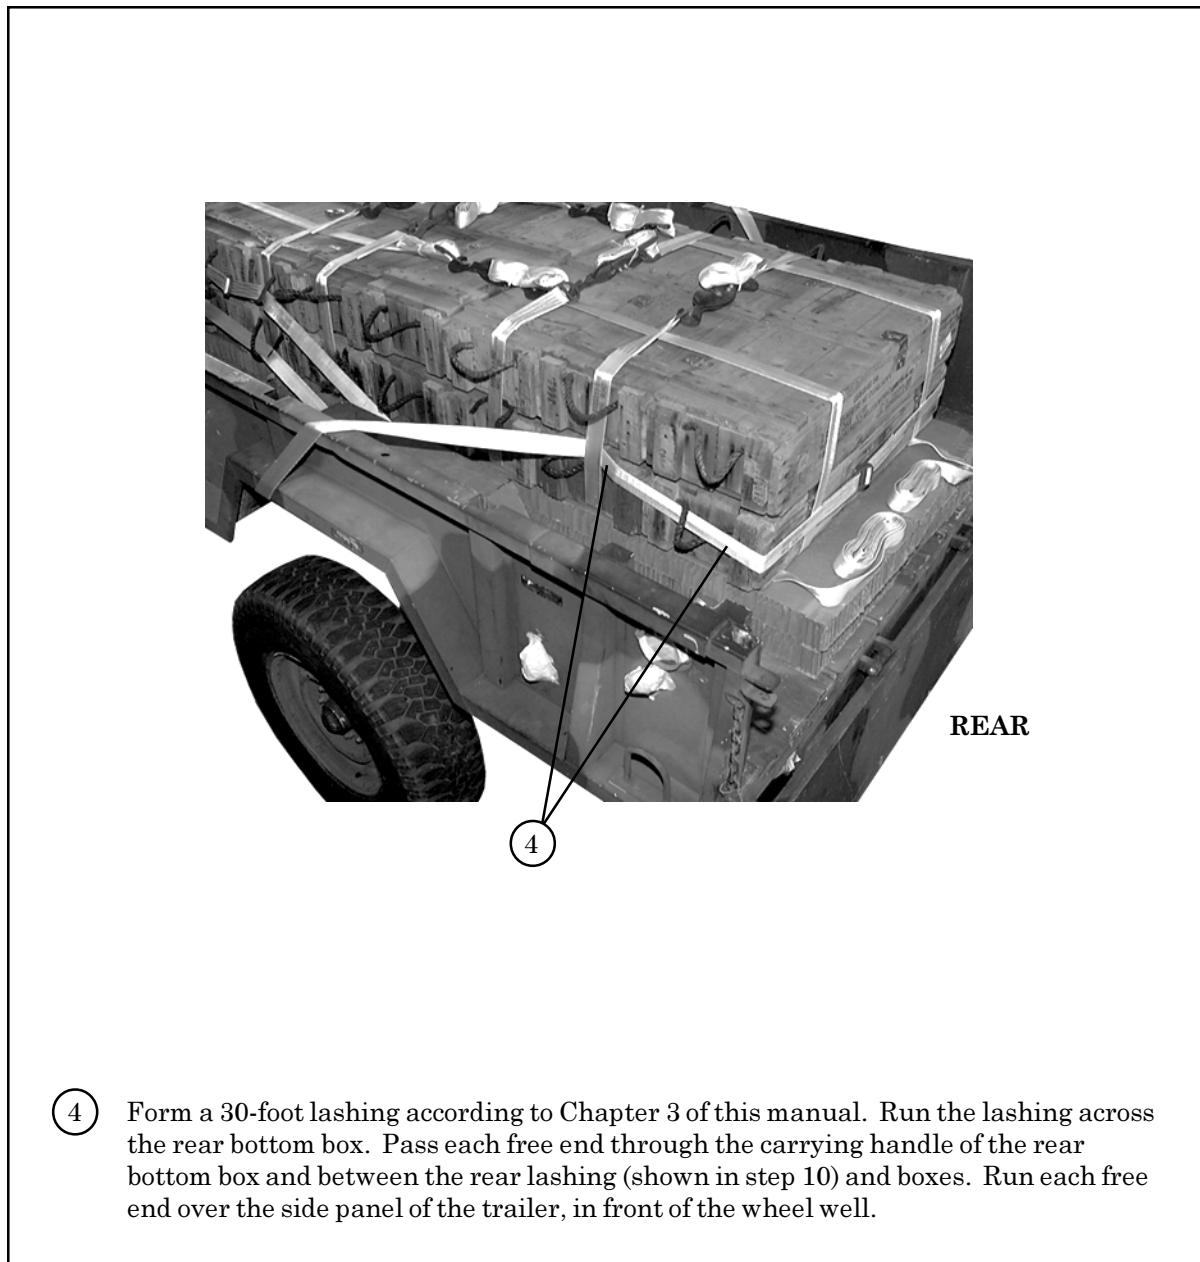 REAR
4
4 Form a 30-foot lashing according to Chapter 3 of this manual. Run the lashing across
the rear bottom box. Pass each free end through the carrying handle of the rear
bottom box and between the rear lashing (shown in step 10) and boxes. Run each free
end over the side panel of the trailer, in front of the wheel well.